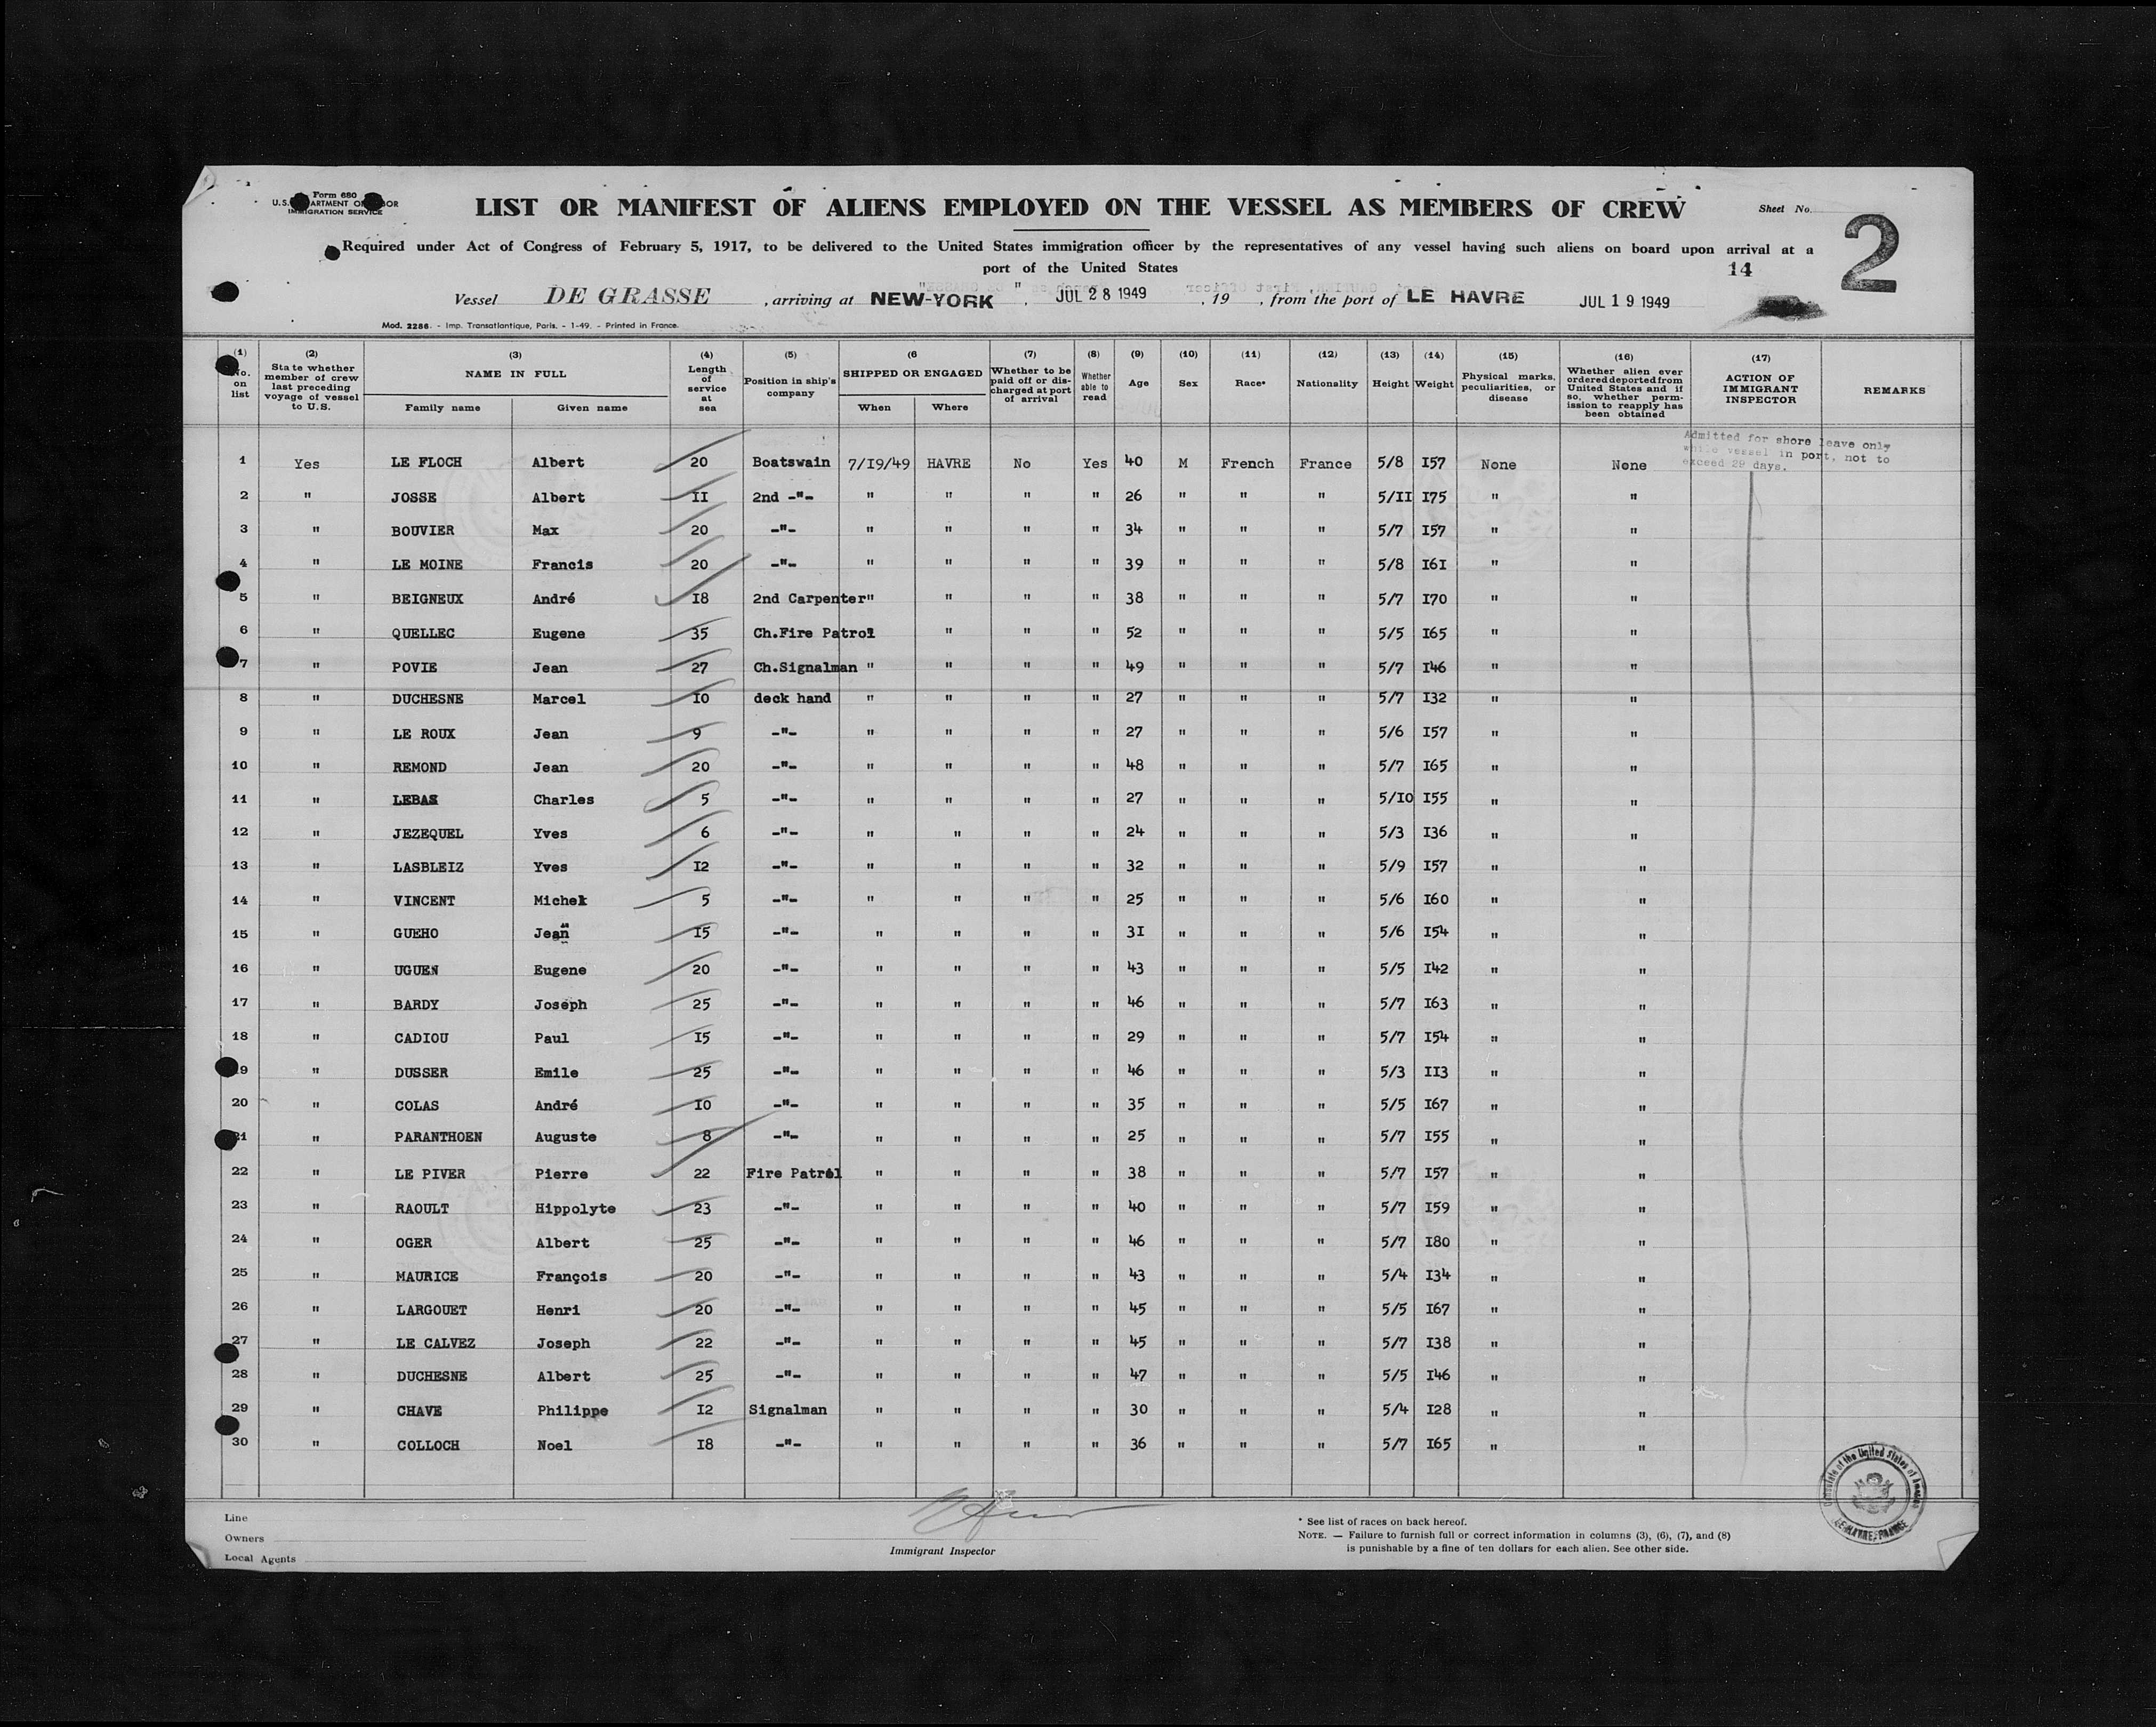 Form 680
U.S. DEPARTMENT OF LABOR
IMMIGRATION SERVICE
LIST OR MANIFEST OF ALIENS EMPLOYED ON THE VESSEL AS MEMBERS OF CREW
Sheet No.
2
Required under Act of Congress of February 5, 1917, to be delivered to the United States immigration officer by the representatives of any vessel having such aliens on board upon arrival at a
port of the United States
14
Vessel DE GRASSE , arriving at NEW-YORK , JUL 28 1949 , 19 , from the port of LE HAVRE JUL 19 1949
Mod. 2286. - Imp. Transatlantique, Paris. - 1-49. - Printed in France.
(1) No. on list
(2) State whether member of crew last preceding voyage of vessel to U.S.
(3) NAME IN FULL Family name Given name
(4) Length of service at sea
(5) Position in ship's company
(6 SHIPPED OR ENGAGED When Where
(7) Whether to be paid off or discharged at port of arrival
(8) Whether able to read
(9) Age
(10) Sex
(11) Race*
(12) Nationality
(13) Height
(14) Weight
(15) Physical marks, peculiarities, or disease
(16) Whether alien ever ordered deported from United States and if so, whether permission to reapply has been obtained
(17) ACTION OF IMMIGRANT INSPECTOR
REMARKS
Admitted for shore leave only
while vessel in port, not to
exceed 29 days.
1 Yes LE FLOCH Albert 20 Boatswain 7/19/49 HAVRE No Yes 40 M French France 5/8 157 None None
2 " JOSSE Albert 11 2nd -"- " " " " 26 " " " 5/11 175 " "
3 " BOUVIER Max 20 -"- " " " " 34 " " " 5/7 157 " "
4 " LE MOINE Francis 20 -"- " " " " 39 " " " 5/8 161 " "
5 " BEIGNEUX André 18 2nd Carpenter " " " " 38 " " " 5/7 170 " "
6 " QUELLEC Eugene 35 Ch.Fire Patrol " " " 52 " " " 5/5 165 " "
7 " POVIE Jean 27 Ch.Signalman " " " " 49 " " " 5/7 146 " "
8 " DUCHESNE Marcel 10 deck hand " " " " 27 " " " 5/7 132 " "
9 " LE ROUX Jean 9 -"- " " " " 27 " " " 5/6 157 " "
10 " REMOND Jean 20 -"- " " " " 48 " " " 5/7 165 " "
11 " LEBAS Charles 5 -"- " " " " 27 " " " 5/10 155 " "
12 " JEZEQUEL Yves 6 -"- " " " " 24 " " " 5/3 136 " "
13 " LASBLEIZ Yves 12 -"- " " " " 32 " " " 5/9 157 " "
14 " VINCENT Michel 5 -"- " " " " 25 " " " 5/6 160 " "
15 " GUEHO Jean 15 -"- " " " " 31 " " " 5/6 154 " "
16 " UGUEN Eugene 20 -"- " " " " 43 " " " 5/5 142 " "
17 " BARDY Joseph 25 -"- " " " " 46 " " " 5/7 163 " "
18 " CADIOU Paul 15 -"- " " " " 29 " " " 5/7 154 " "
19 " DUSSER Emile 25 -"- " " " " 46 " " " 5/3 113 " "
20 " COLAS André 10 -"- " " " " 35 " " " 5/5 167 " "
21 " PARANTHOEN Auguste 8 -"- " " " " 25 " " " 5/7 155 " "
22 " LE PIVER Pierre 22 Fire Patrol " " " " 38 " " " 5/7 157 " "
23 " RAOULT Hippolyte 23 -"- " " " " 40 " " " 5/7 159 " "
24 " OGER Albert 25 -"- " " " " 46 " " " 5/7 180 " "
25 " MAURICE François 20 -"- " " " " 43 " " " 5/4 134 " "
26 " LARGOUET Henri 20 -"- " " " " 45 " " " 5/5 167 " "
27 " LE CALVEZ Joseph 22 -"- " " " " 45 " " " 5/7 138 " "
28 " DUCHESNE Albert 25 -"- " " " " 47 " " " 5/5 146 " "
29 " CHAVE Philippe 12 Signalman " " " " 30 " " " 5/4 128 " "
30 " COLLOCH Noel 18 -"- " " " " 36 " " " 5/7 165 " "
Line
Owners
Local Agents
Immigrant Inspector
* See list of races on back hereof.
NOTE. — Failure to furnish full or correct information in columns (3), (6), (7), and (8)
is punishable by a fine of ten dollars for each alien. See other side.
Consulate of the United States of America
LE HAVRE, FRANCE